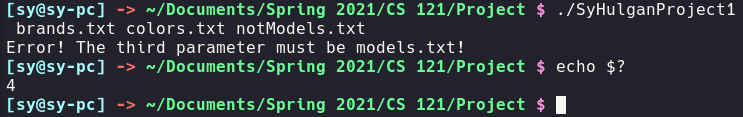 [sy@sy-pc] -> ~/Documents/Spring 2021/CS 121/Project $ ./SyHulganProject1
 brands.txt colors.txt notModels.txt
Error! The third parameter must be models.txt!
[sy@sy-pc] -> ~/Documents/Spring 2021/CS 121/Project $ echo $?
4
[sy@sy-pc] -> ~/Documents/Spring 2021/CS 121/Project $